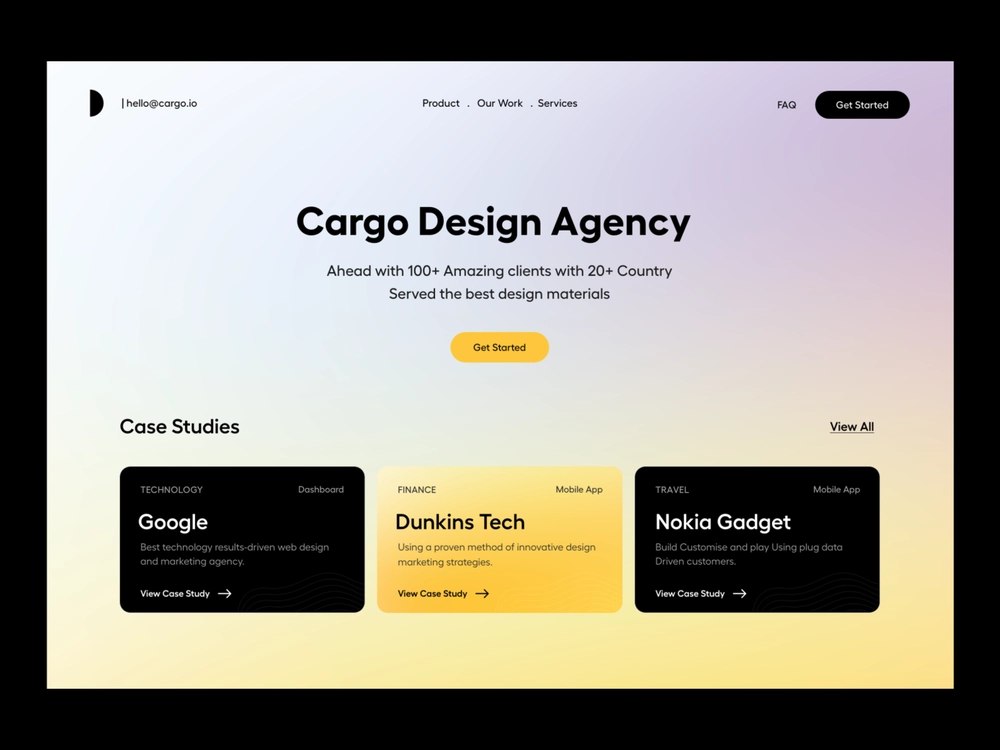 | hello@cargo.io
Product . Our Work . Services
FAQ
Get Started
Cargo Design Agency
Ahead with 100+ Amazing clients with 20+ Country
Served the best design materials
Get Started
Case Studies
View All
TECHNOLOGY
Dashboard
Google
Best technology results-driven web design
and marketing agency.
View Case Study
FINANCE
Mobile App
Dunkins Tech
Using a proven method of innovative design
marketing strategies.
View Case Study
TRAVEL
Mobile App
Nokia Gadget
Build Customise and play Using plug data
Driven customers.
View Case Study